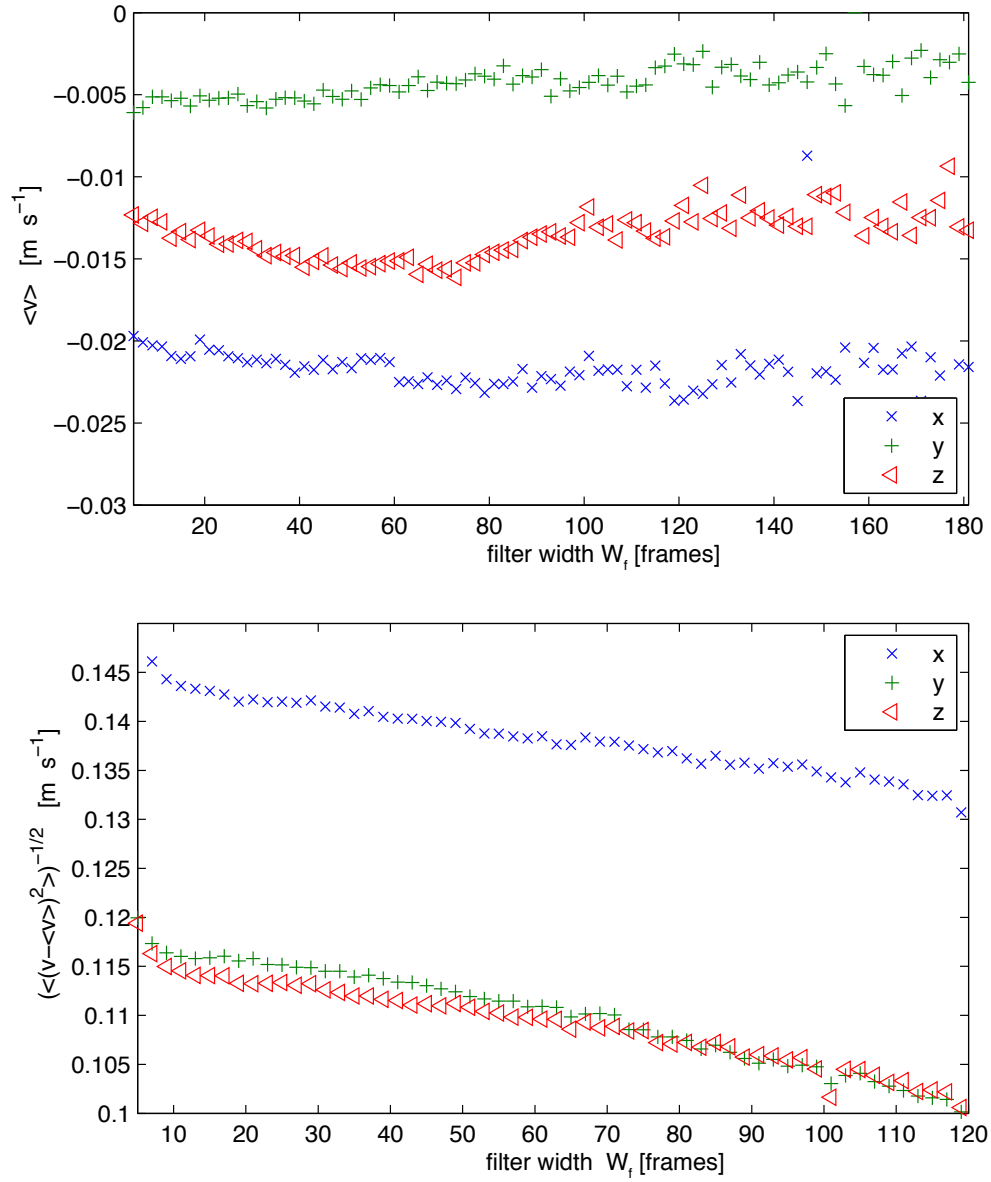 0
−0.005
−0.01
−0.015
−0.02
−0.025
−0.03
<v> [m s⁻¹]
20 40 60 80 100 120 140 160 180
filter width W_f [frames]
x
y
z
0.145
0.14
0.135
0.13
0.125
0.12
0.115
0.11
0.105
0.1
(<(v−<v>)²>)⁻¹/² [m s⁻¹]
10 20 30 40 50 60 70 80 90 100 110 120
filter width W_f [frames]
x
y
z